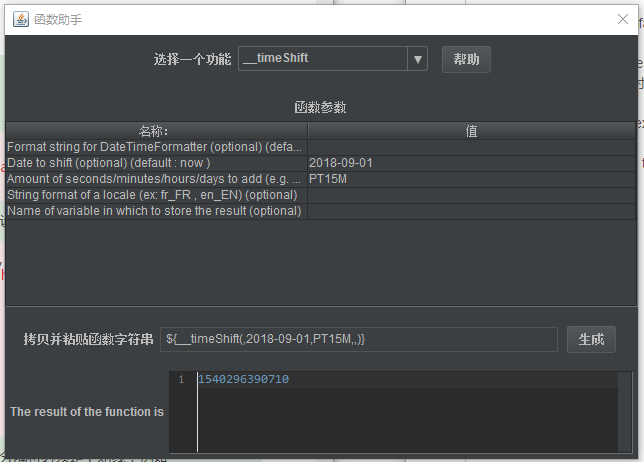 函数助手
选择一个功能 __timeShift 帮助
函数参数
名称: 值
Format string for DateTimeFormatter (optional) (defa...
Date to shift (optional) (default : now ) 2018-09-01
Amount of seconds/minutes/hours/days to add (e.g. ... PT15M
String format of a locale (ex: fr_FR , en_EN) (optional)
Name of variable in which to store the result (optional)
拷贝并粘贴函数字符串 ${__timeShift(,2018-09-01,PT15M,,)} 生成
1 1540296390710
The result of the function is